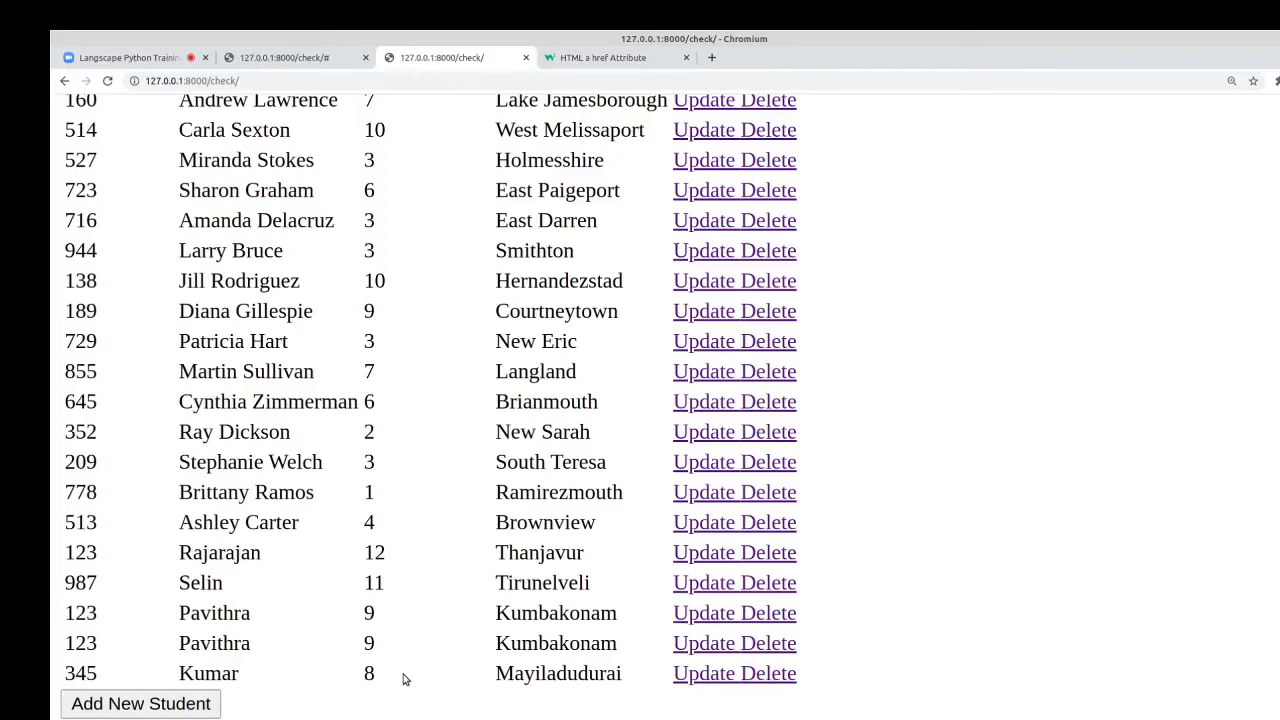 127.0.0.1:8000/check/ - Chromium
Langscape Python Trainin 127.0.0.1:8000/check/# 127.0.0.1:8000/check/ HTML a href Attribute
127.0.0.1:8000/check/
160 Andrew Lawrence 7 Lake Jamesborough Update Delete
514 Carla Sexton 10 West Melissaport Update Delete
527 Miranda Stokes 3 Holmesshire Update Delete
723 Sharon Graham 6 East Paigeport Update Delete
716 Amanda Delacruz 3 East Darren Update Delete
944 Larry Bruce 3 Smithton Update Delete
138 Jill Rodriguez 10 Hernandezstad Update Delete
189 Diana Gillespie 9 Courtneytown Update Delete
729 Patricia Hart 3 New Eric Update Delete
855 Martin Sullivan 7 Langland Update Delete
645 Cynthia Zimmerman 6 Brianmouth Update Delete
352 Ray Dickson 2 New Sarah Update Delete
209 Stephanie Welch 3 South Teresa Update Delete
778 Brittany Ramos 1 Ramirezmouth Update Delete
513 Ashley Carter 4 Brownview Update Delete
123 Rajarajan 12 Thanjavur Update Delete
987 Selin 11 Tirunelveli Update Delete
123 Pavithra 9 Kumbakonam Update Delete
123 Pavithra 9 Kumbakonam Update Delete
345 Kumar 8 Mayiladudurai Update Delete
Add New Student